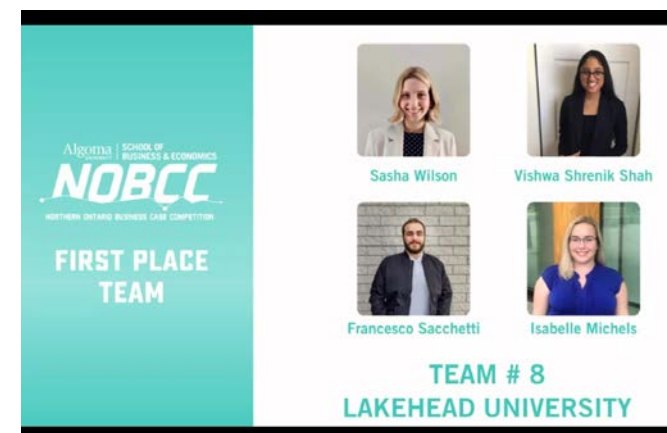 Algoma UNIVERSITY | SCHOOL OF BUSINESS & ECONOMICS
NOBCC
NORTHERN ONTARIO BUSINESS CASE COMPETITION
FIRST PLACE
TEAM
Sasha Wilson
Vishwa Shrenik Shah
Francesco Sacchetti
Isabelle Michels
TEAM # 8
LAKEHEAD UNIVERSITY